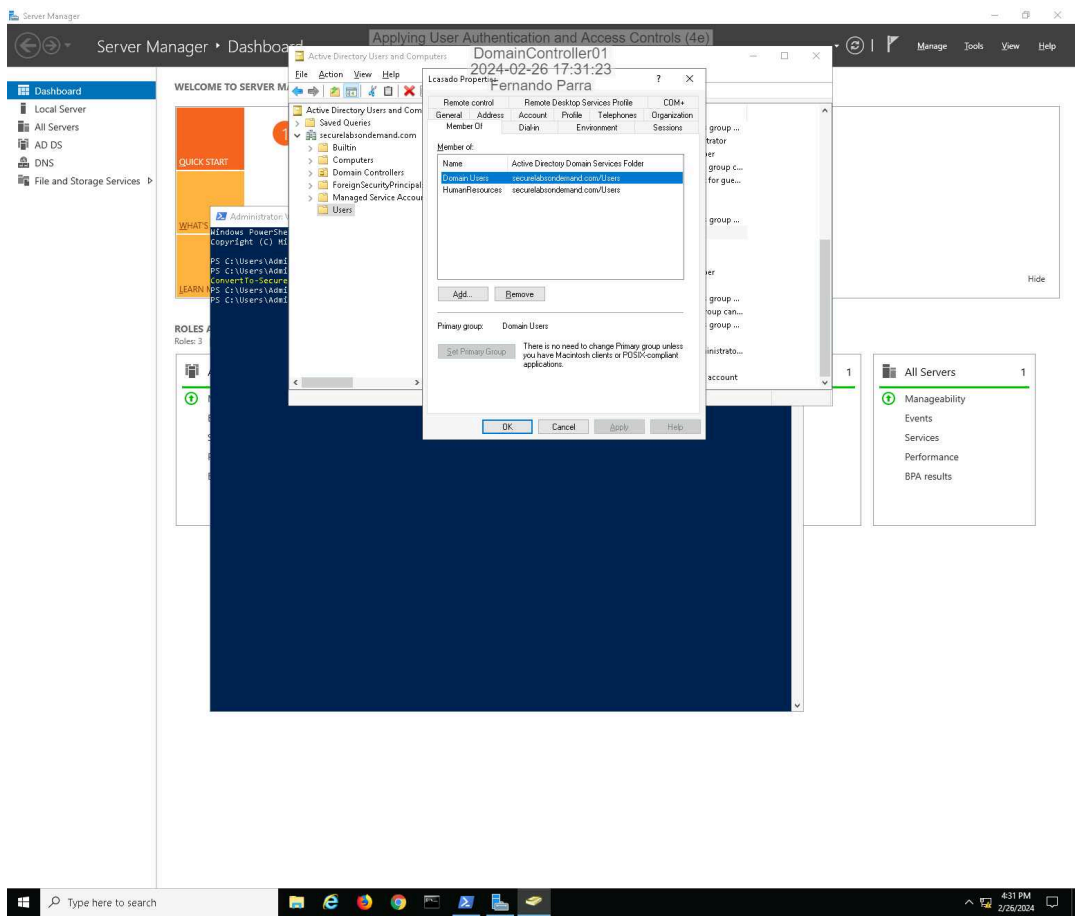 Server Manager
Server Manager • Dashboard
Manage Tools View Help
Applying User Authentication and Access Controls (4e)
DomainController01
2024-02-26 17:31:23
Fernando Parra
Dashboard
Local Server
All Servers
AD DS
DNS
File and Storage Services
WELCOME TO SERVER
QUICK START
WHAT'S
LEARN
1
Hide
ROLES
Roles: 3
1
All Servers 1
Manageability
Events
Services
Performance
BPA results
Active Directory Users and Computers
File Action View Help
Active Directory Users and Com
Saved Queries
securelabsondemand.com
Builtin
Computers
Domain Controllers
ForeignSecurityPrincipal
Managed Service Accou
Users
group ...
trator
er
group c...
for gue...
group ...
er
group ...
oup can...
group ...
inistrato...
account
Lcasado Properties
? X
Remote control Remote Desktop Services Profile COM+
General Address Account Profile Telephones Organization
Member Of Dial-in Environment Sessions
Member of:
Name Active Directory Domain Services Folder
Domain Users securelabsondemand.com/Users
HumanResources securelabsondemand.com/Users
Add... Remove
Primary group: Domain Users
Set Primary Group
There is no need to change Primary group unless
you have Macintosh clients or POSIX-compliant
applications.
OK Cancel Apply Help
Administrator:
Windows PowerShe
Copyright (C) Mi
PS C:\Users\Admi
PS C:\Users\Admi
ConvertTo-Secure
PS C:\Users\Admi
PS C:\Users\Admi
Type here to search
4:31 PM
2/26/2024